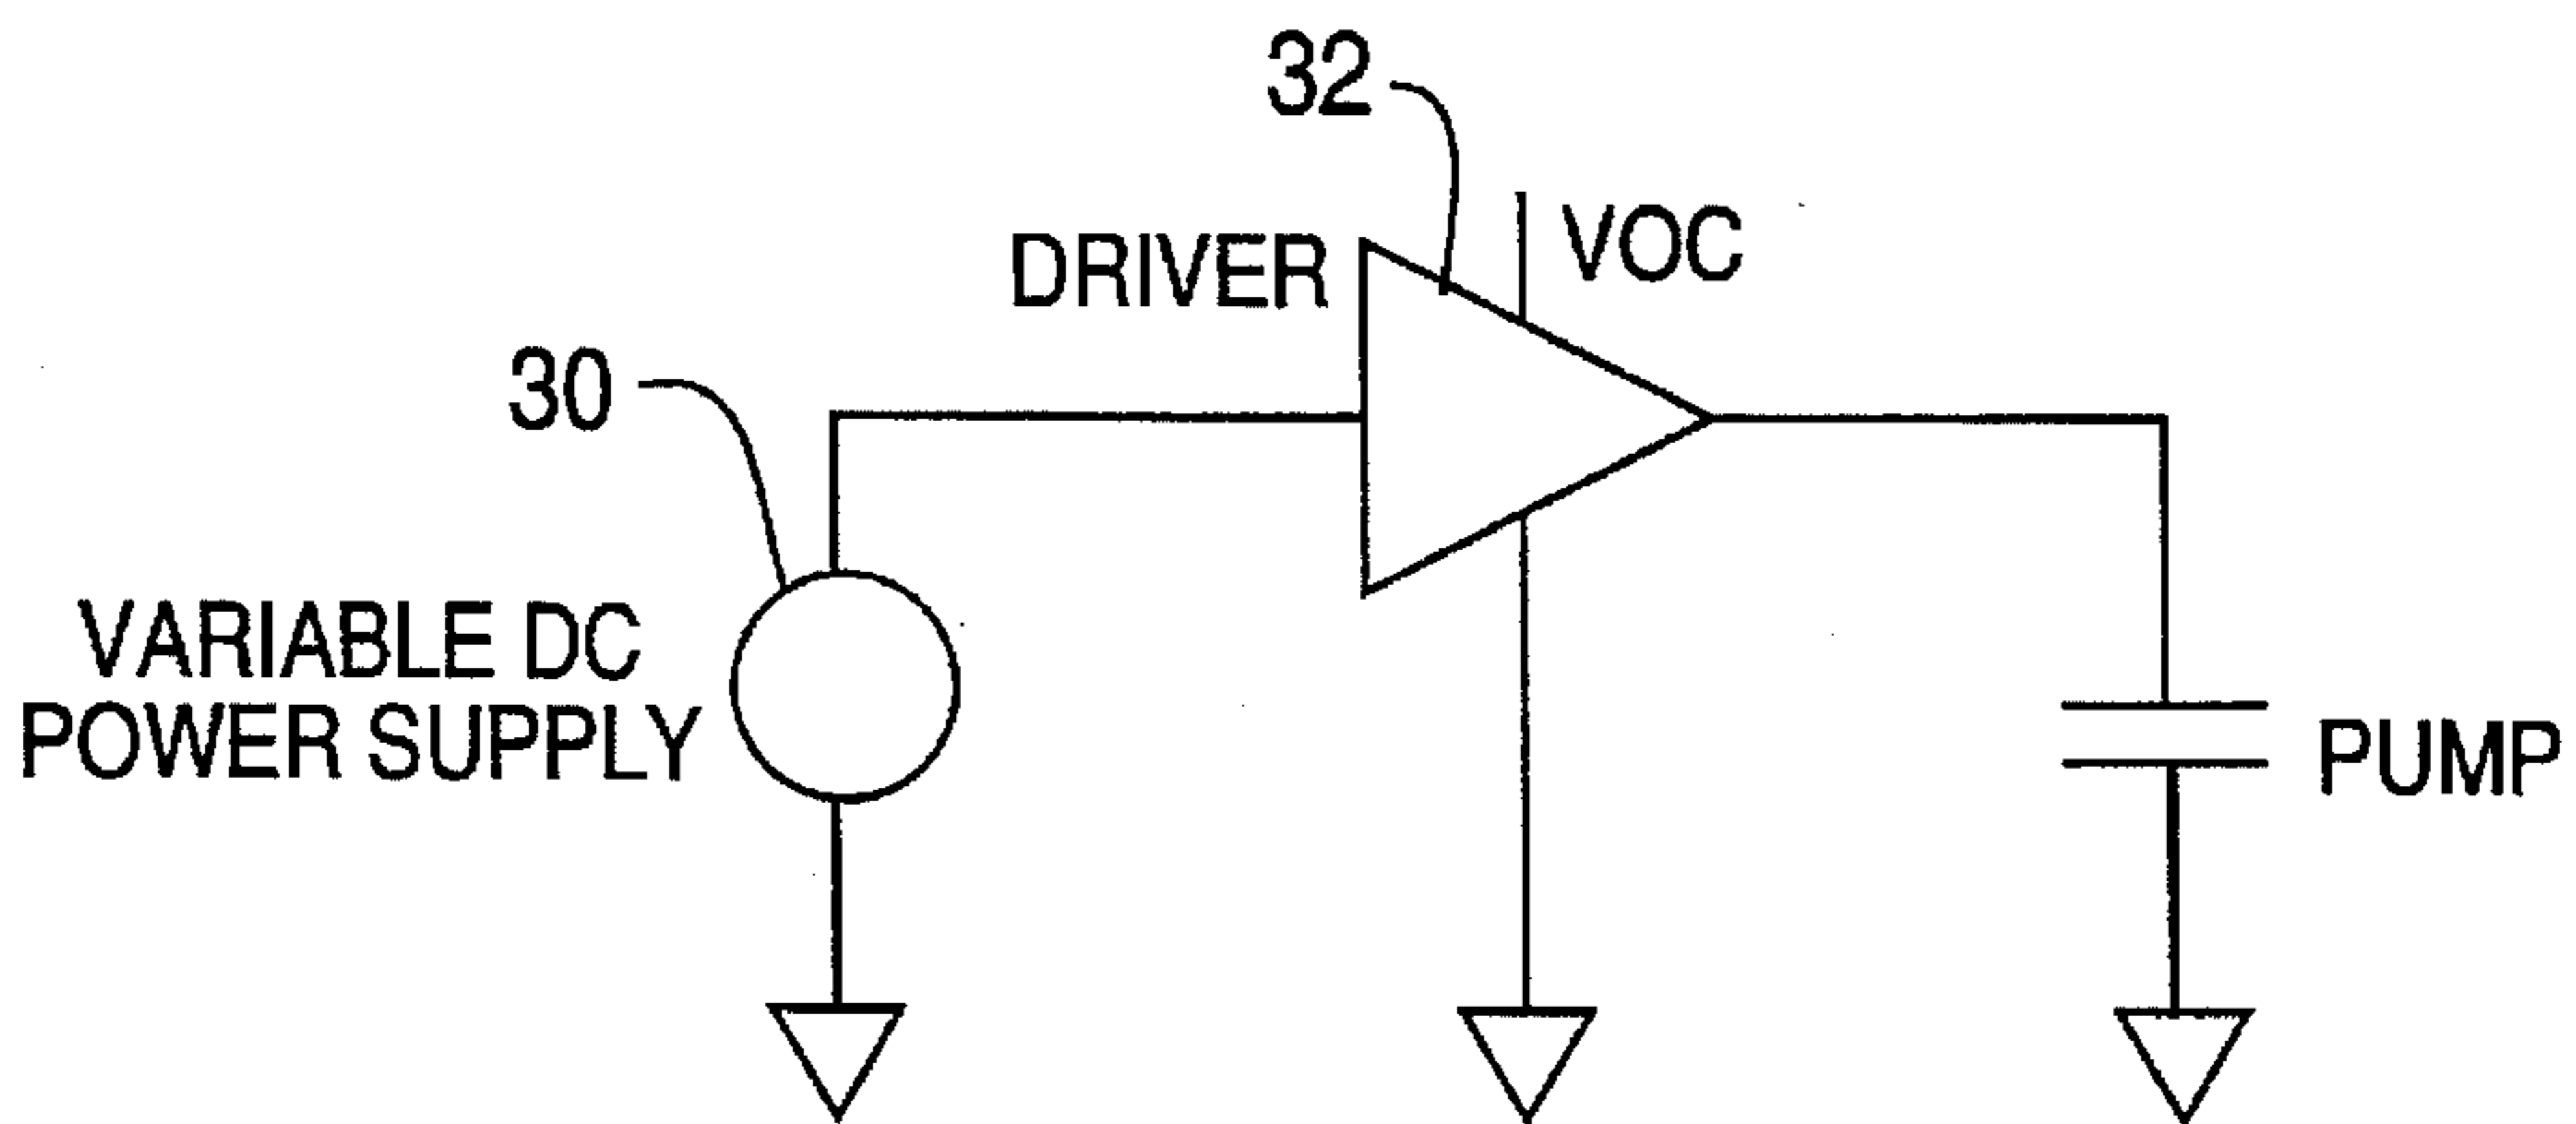 32
DRIVER
VOC
30
VARIABLE DC
POWER SUPPLY
PUMP